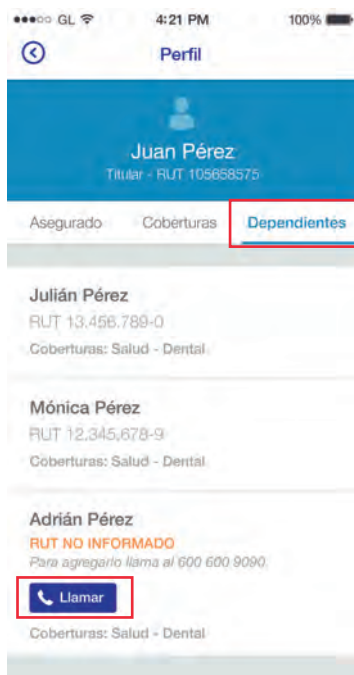 GL 4:21 PM 100%
Perfil
Juan Pérez
Titular - RUT 105658575
Asegurado Coberturas Dependientes
Julián Pérez
RUT 13.456.789-0
Coberturas: Salud - Dental
Mónica Pérez
RUT 12.345.678-9
Coberturas: Salud - Dental
Adrián Pérez
RUT NO INFORMADO
Para agregarlo llama al 600 600 9090.
Llamar
Coberturas: Salud - Dental